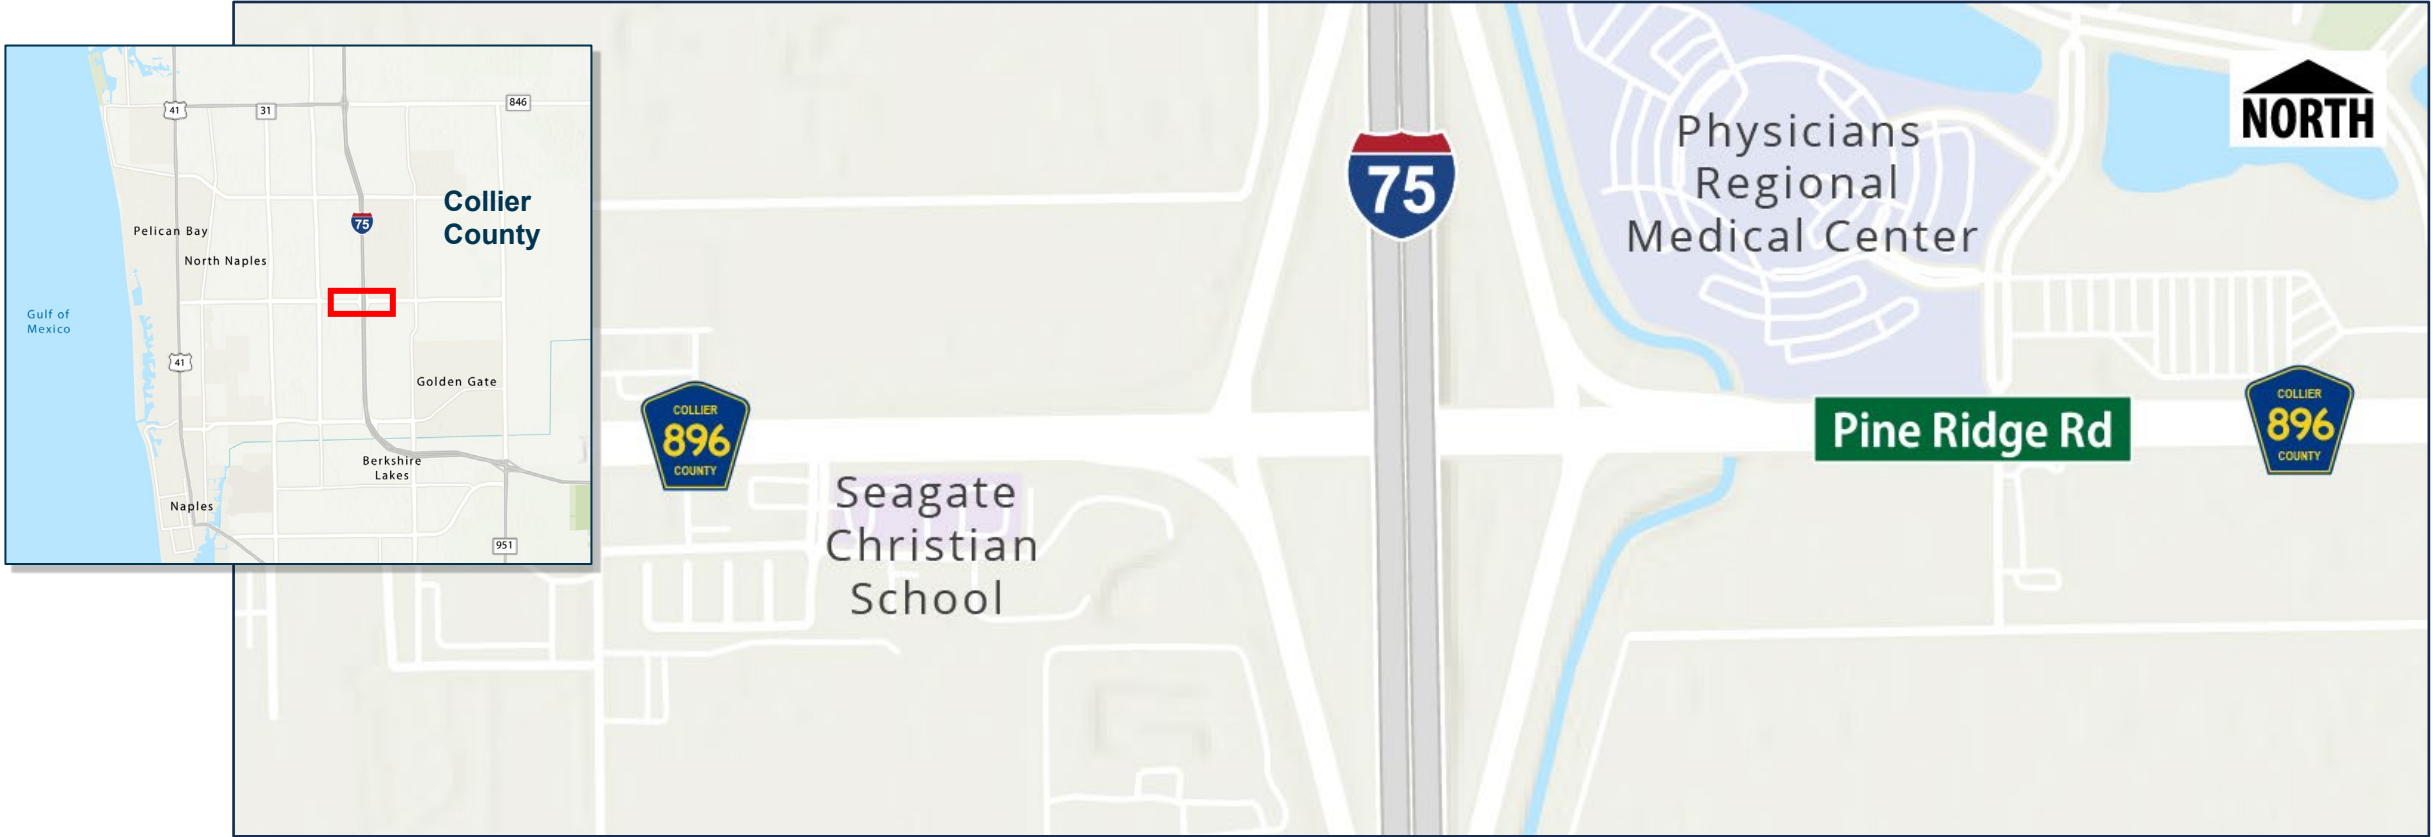 41
31
846
Collier
County
75
Pelican Bay
North Naples
Gulf of
Mexico
41
Golden Gate
Berkshire
Lakes
Naples
951
75
Physicians
Regional
Medical Center
NORTH
COLLIER
896
COUNTY
Pine Ridge Rd
COLLIER
896
COUNTY
Seagate
Christian
School